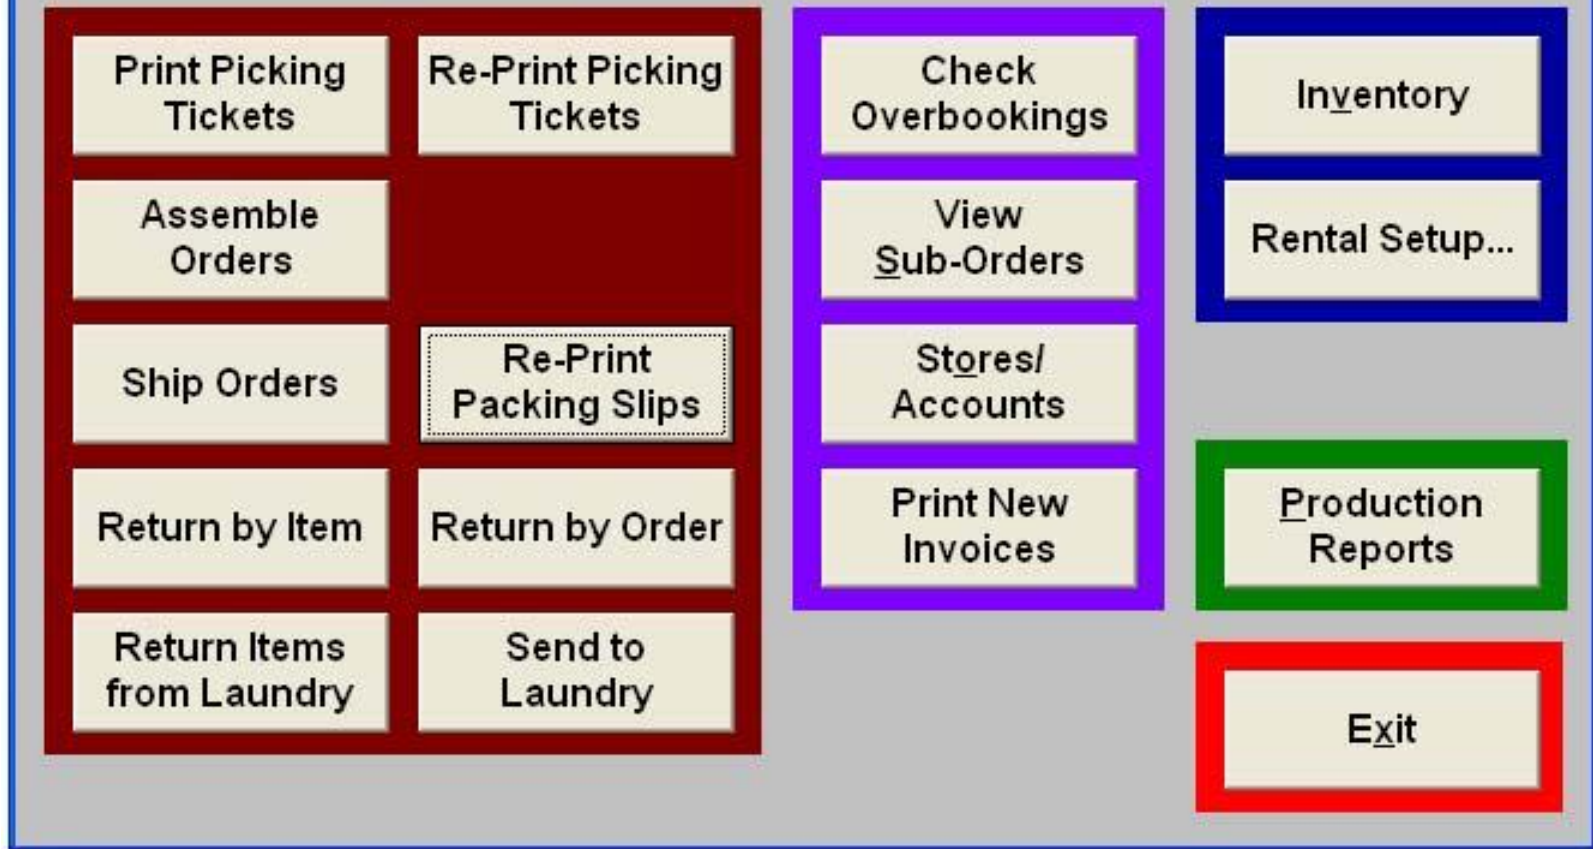 Print Picking
Tickets
Re-Print Picking
Tickets
Assemble
Orders
Ship Orders
Re-Print
Packing Slips
Return by Item
Return by Order
Return Items
from Laundry
Send to
Laundry
Check
Overbookings
View
Sub-Orders
Stores/
Accounts
Print New
Invoices
Inventory
Rental Setup...
Production
Reports
Exit